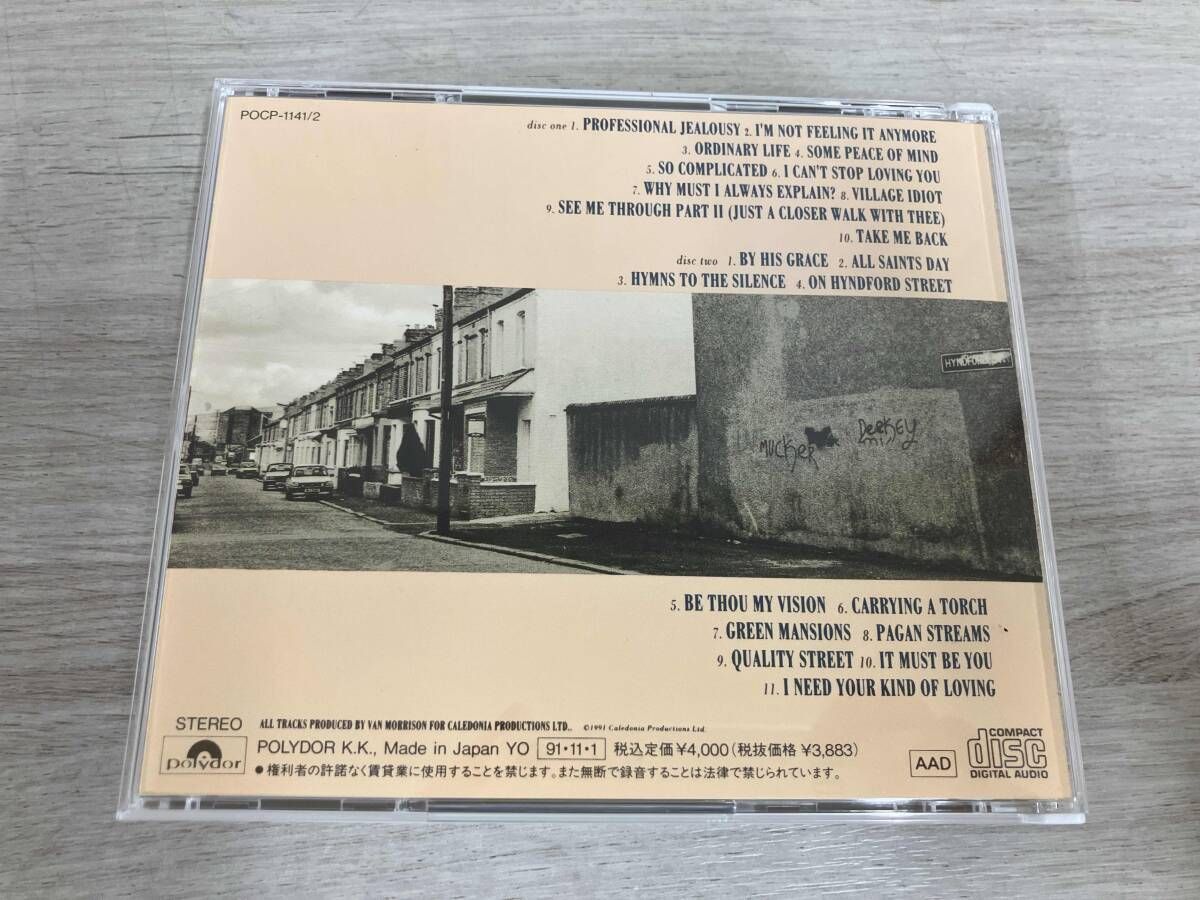 POCP-1141/2
disc one 1. PROFESSIONAL JEALOUSY 2. I'M NOT FEELING IT ANYMORE
3. ORDINARY LIFE 4. SOME PEACE OF MIND
5. SO COMPLICATED 6. I CAN'T STOP LOVING YOU
7. WHY MUST I ALWAYS EXPLAIN? 8. VILLAGE IDIOT
9. SEE ME THROUGH PART II (JUST A CLOSER WALK WITH THEE)
10. TAKE ME BACK
disc two 1. BY HIS GRACE 2. ALL SAINTS DAY
3. HYMNS TO THE SILENCE 4. ON HYNDFORD STREET
MUCKER
5. BE THOU MY VISION 6. CARRYING A TORCH
7. GREEN MANSIONS 8. PAGAN STREAMS
9. QUALITY STREET 10. IT MUST BE YOU
11. I NEED YOUR KIND OF LOVING
STEREO
ALL TRACKS PRODUCED BY VAN MORRISON FOR CALEDONIA PRODUCTIONS LTD.. ©1991 Caledonia Productions Ltd.
polydor
POLYDOR K.K., Made in Japan YO 91・11・1 税込定価¥4,000(税抜価格 ¥3,883)
●権利者の許諾なく賃貸業に使用することを禁じます。また無断で録音することは法律で禁じられています。
AAD
COMPACT
disc
DIGITAL AUDIO